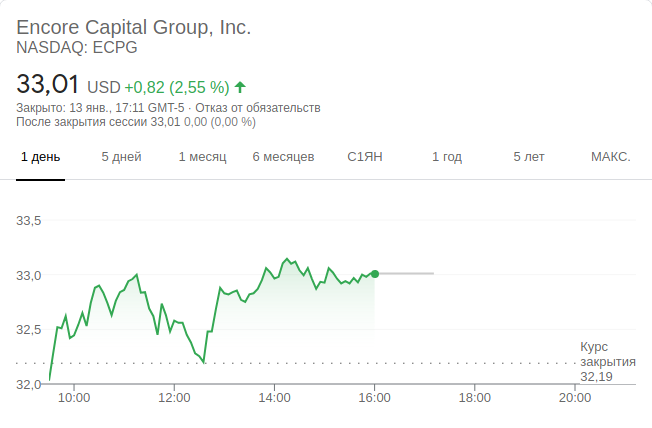 Encore Capital Group, Inc.
NASDAQ: ECPG
33,01 USD +0,82 (2,55 %)
Закрыто: 13 янв., 17:11 GMT-5 · Отказ от обязательств
После закрытия сессии 33,01 0,00 (0,00 %)
1 день 5 дней 1 месяц 6 месяцев С1ЯН 1 год 5 лет МАКС.
33,5
33,0
32,5
Курс
закрытия
32,19
32,0
10:00 12:00 14:00 16:00 18:00 20:00